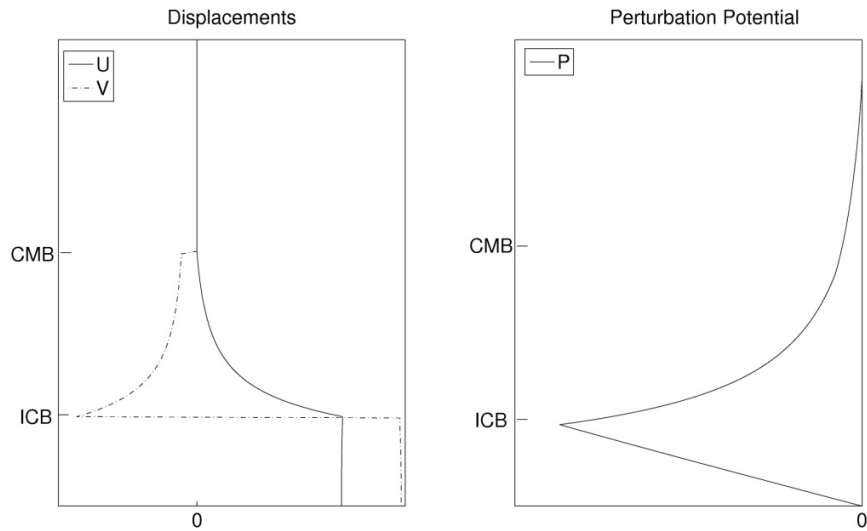 Displacements
U
V
CMB
ICB
0
Perturbation Potential
P
CMB
ICB
0